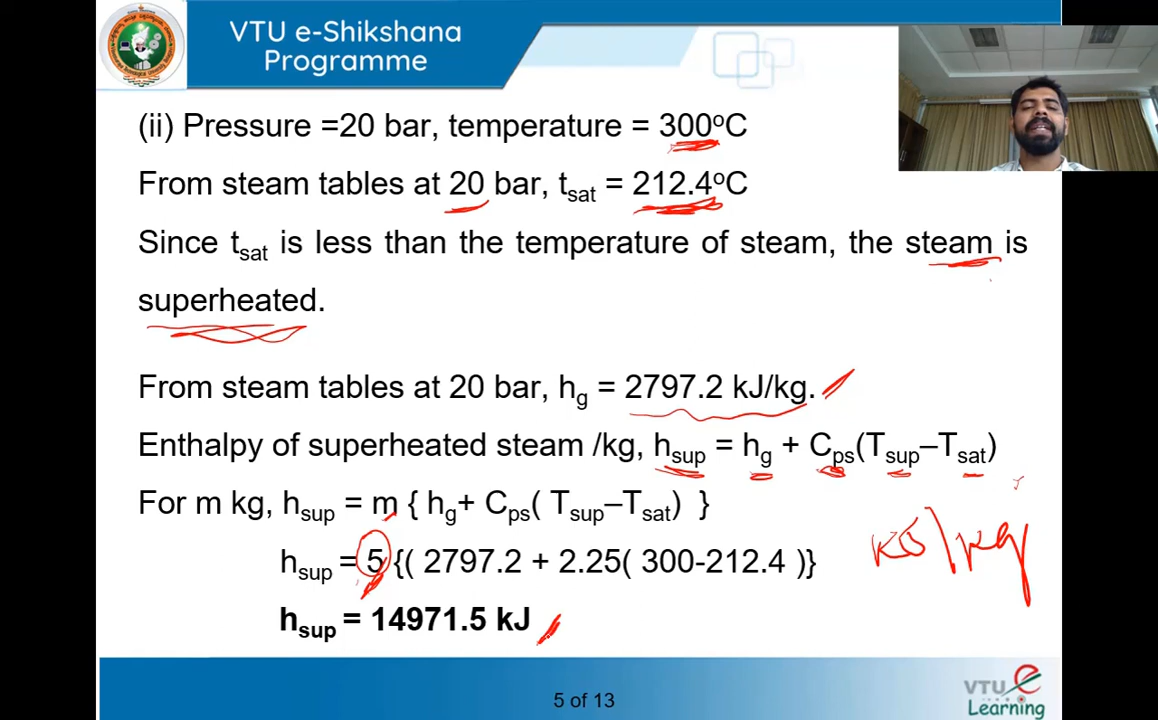 VTU e-Shikshana
Programme
(ii) Pressure =20 bar, temperature = 300ºC
From steam tables at 20 bar, tsat = 212.4ºC
Since tsat is less than the temperature of steam, the steam is
superheated.
From steam tables at 20 bar, hg = 2797.2 kJ/kg.
Enthalpy of superheated steam /kg, hsup = hg + Cps(Tsup–Tsat)
For m kg, hsup = m { hg+ Cps( Tsup–Tsat) }
hsup = 5 {( 2797.2 + 2.25( 300-212.4 )}
hsup = 14971.5 kJ
5 of 13
VTU e
Learning